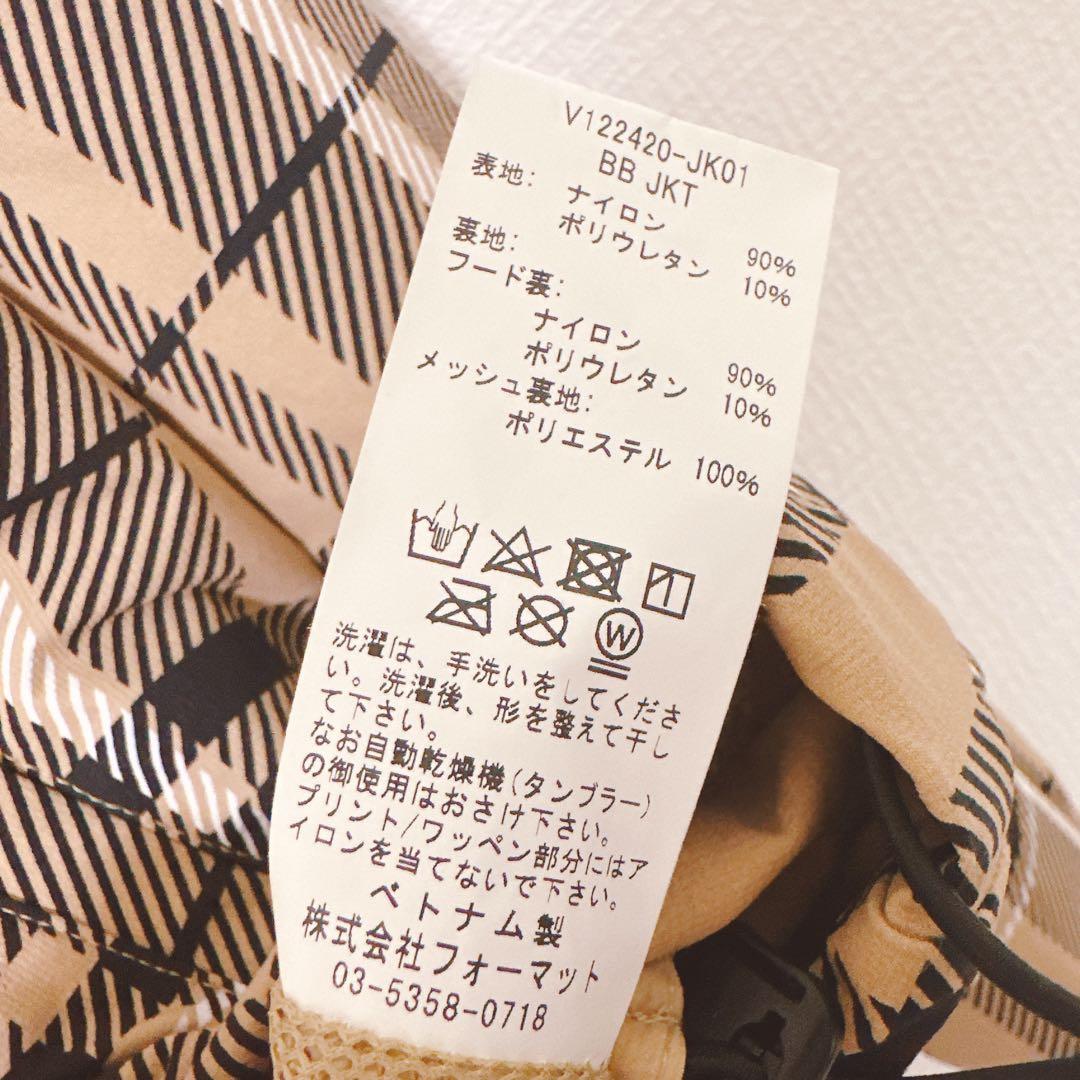 V122420-JK01
BB JKT
表地:
ナイロン 90%
ポリウレタン 10%
裏地:
フード裏:
ナイロン 90%
ポリウレタン 10%
メッシュ裏地:
ポリエステル 100%
W
洗濯は、手洗いをしてくださ
い。洗濯後、形を整えて干し
て下さい。
なお自動乾燥機(タンブラー)
の御使用はおさけ下さい。
プリント/ワッペン部分にはア
イロンを当てないで下さい。
ベトナム製
株式会社フォーマット
03-5358-0718